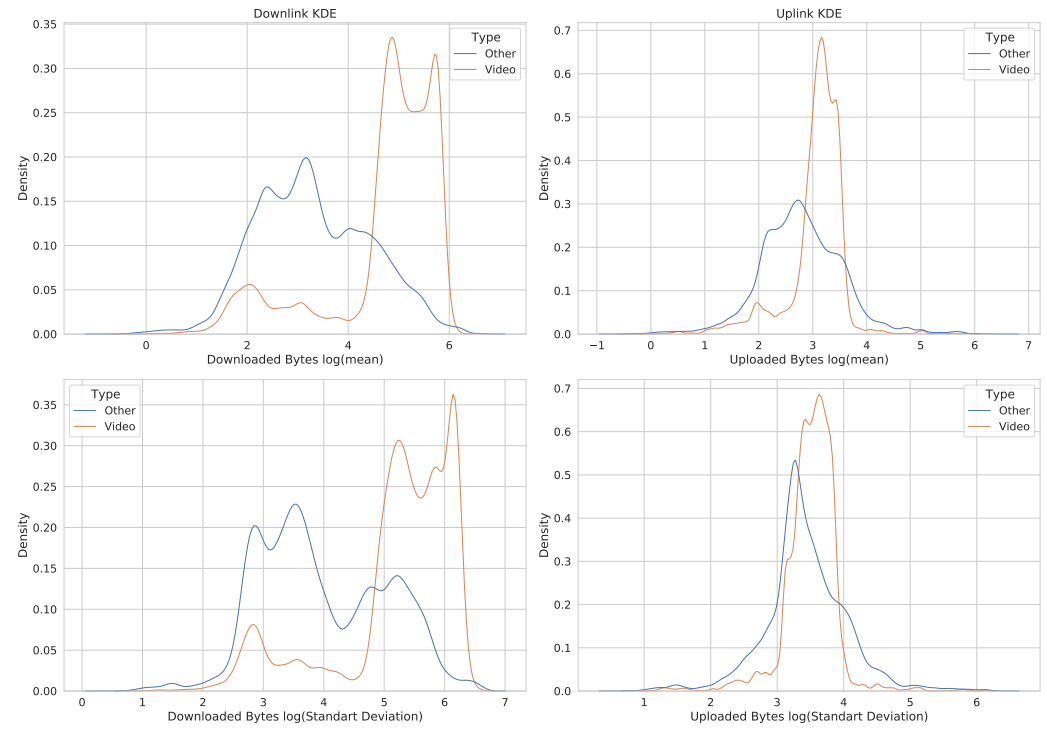 Downlink KDE
0.35
0.30
0.25
0.20
0.15
0.10
0.05
0.00
Density
0
2
4
6
Downloaded Bytes log(mean)
Type
Other
Video
Uplink KDE
0.7
0.6
0.5
0.4
0.3
0.2
0.1
0.0
Density
−1
0
1
2
3
4
5
6
7
Uploaded Bytes log(mean)
Type
Other
Video
0.35
0.30
0.25
0.20
0.15
0.10
0.05
0.00
Density
0
1
2
3
4
5
6
7
Downloaded Bytes log(Standart Deviation)
Type
Other
Video
0.7
0.6
0.5
0.4
0.3
0.2
0.1
0.0
Density
1
2
3
4
5
6
Uploaded Bytes log(Standart Deviation)
Type
Other
Video